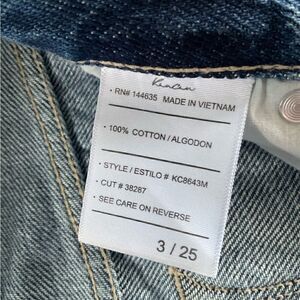 KanCan
· RN# 144635 MADE IN VIETNAM
· 100% COTTON / ALGODON
· STYLE / ESTILO # KC8643M
· CUT # 38287
· SEE CARE ON REVERSE
3 / 25